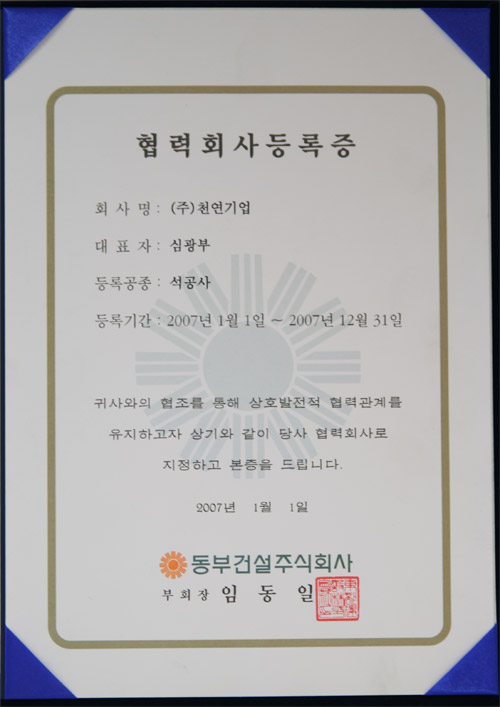 협력회사등록증
회사명 : (주)천연기업
대표자 : 심광부
등록공종 : 석공사
등록기간 : 2007년 1월 1일 ~ 2007년 12월 31일
귀사와의 협조를 통해 상호발전적 협력관계를
유지하고자 상기와 같이 당사 협력회사로
지정하고 본증을 드립니다.
2007년 1월 1일
동부건설주식회사
부회장 임동일